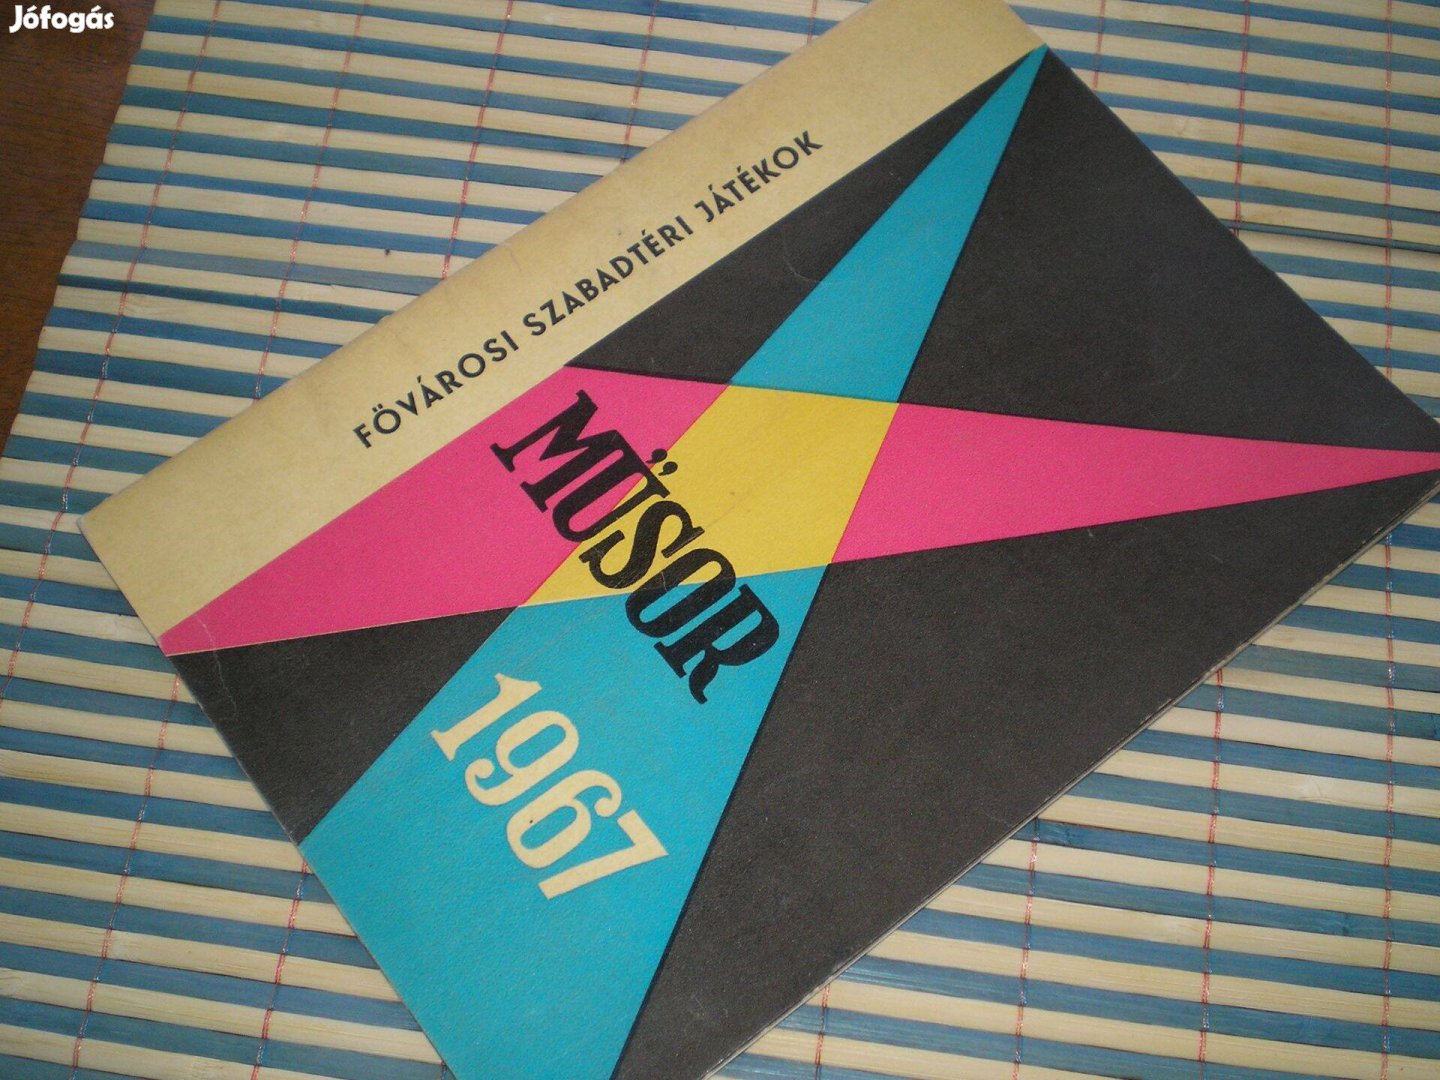 Jófogás
FŐVÁROSI SZABADTÉRI JÁTÉKOK
MŰSOR
1967